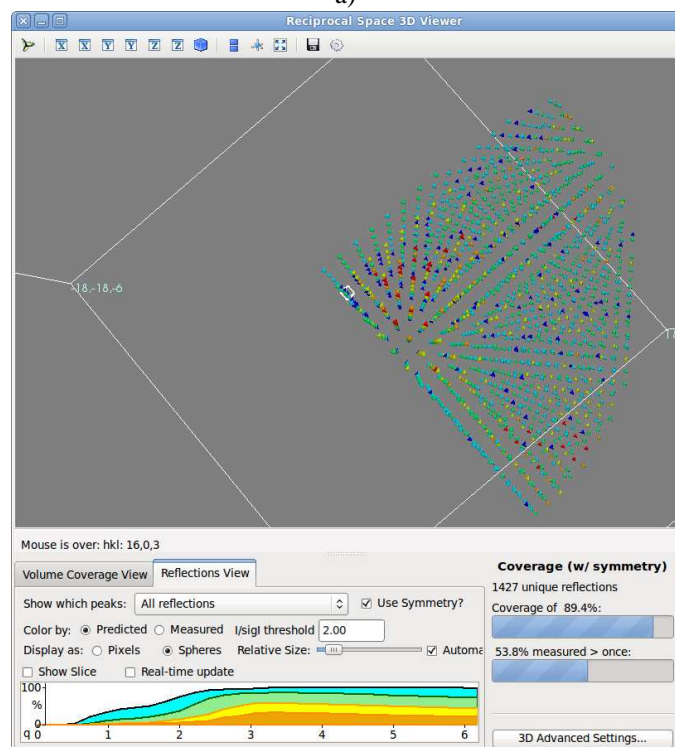 a)
Reciprocal Space 3D Viewer
X X Y Y Z Z
-18,-18,-6
Mouse is over: hkl: 16,0,3
Volume Coverage View Reflections View
Show which peaks: All reflections Use Symmetry?
Color by: Predicted Measured I/sigI threshold 2.00
Display as: Pixels Spheres Relative Size: Automa
Show Slice Real-time update
100
%
0
q 0 1 2 3 4 5 6
Coverage (w/ symmetry)
1427 unique reflections
Coverage of 89.4%:
53.8% measured > once:
3D Advanced Settings...